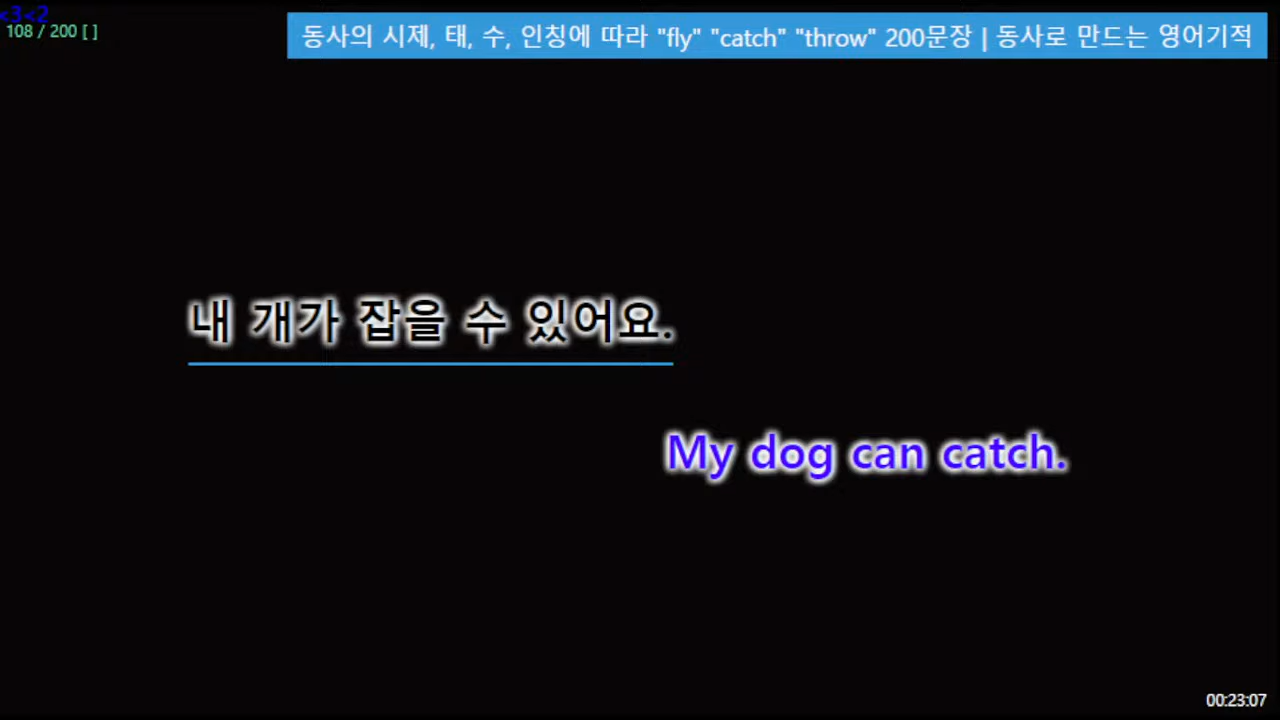 <3<2
108 / 200 [ ]
동사의 시제, 태, 수, 인칭에 따라 "fly" "catch" "throw" 200문장 | 동사로 만드는 영어기적
내 개가 잡을 수 있어요.
My dog can catch.
00:23:07